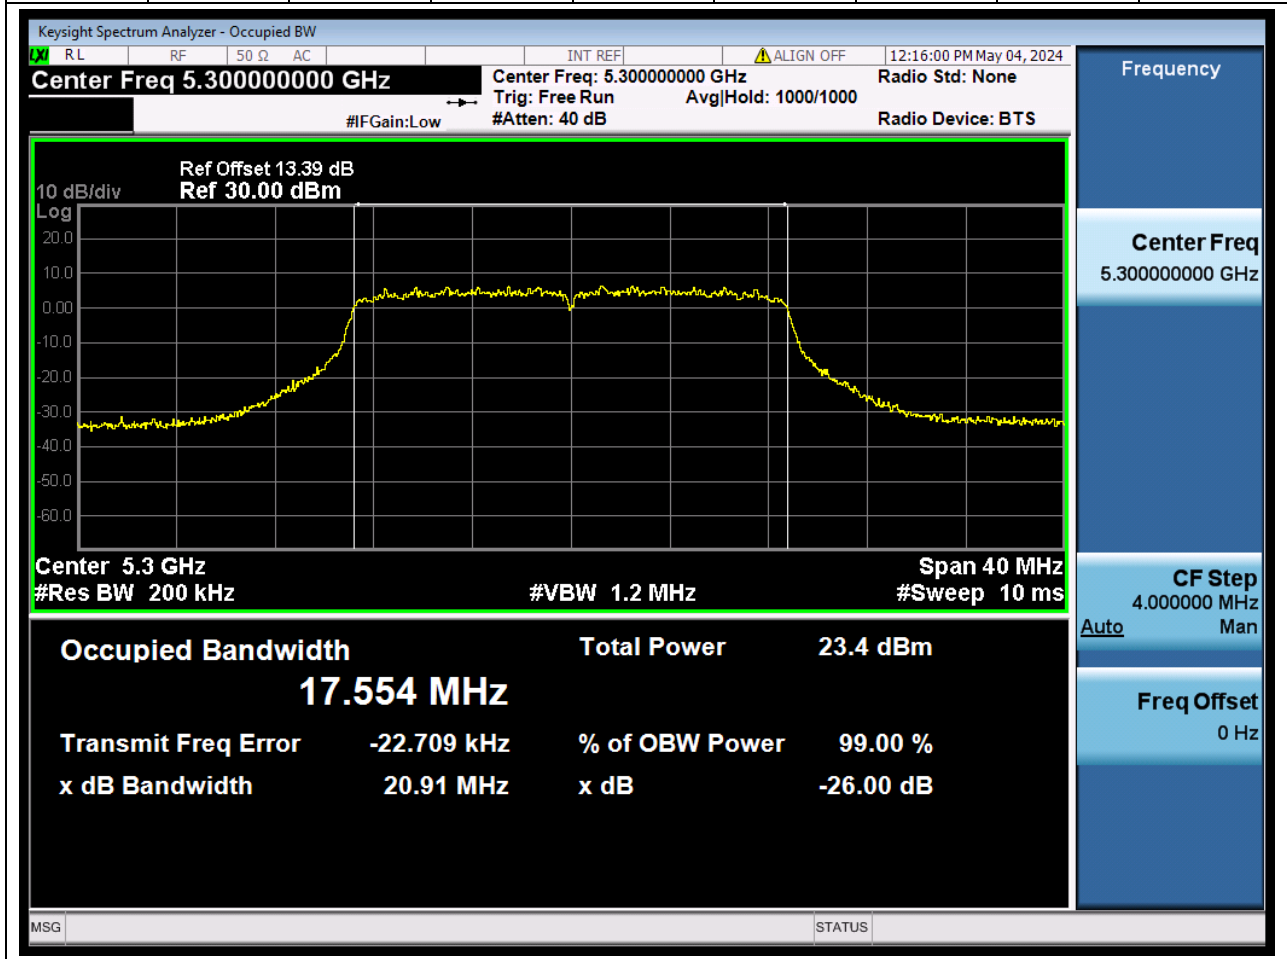 Keysight Spectrum Analyzer - Occupied BW
LXI RL RF 50 Ω AC INT REF ALIGN OFF 12:16:00 PM May 04, 2024
Center Freq 5.300000000 GHz
Center Freq: 5.300000000 GHz
Radio Std: None
Trig: Free Run Avg|Hold: 1000/1000
#IFGain:Low
#Atten: 40 dB
Radio Device: BTS
Ref Offset 13.39 dB
10 dB/div Ref 30.00 dBm
Log
20.0
10.0
0.00
-10.0
-20.0
-30.0
-40.0
-50.0
-60.0
Center 5.3 GHz Span 40 MHz
#Res BW 200 kHz #VBW 1.2 MHz #Sweep 10 ms
Occupied Bandwidth Total Power 23.4 dBm
17.554 MHz
Transmit Freq Error -22.709 kHz % of OBW Power 99.00 %
x dB Bandwidth 20.91 MHz x dB -26.00 dB
MSG STATUS
Frequency
Center Freq
5.300000000 GHz
CF Step
4.000000 MHz
Auto Man
Freq Offset
0 Hz